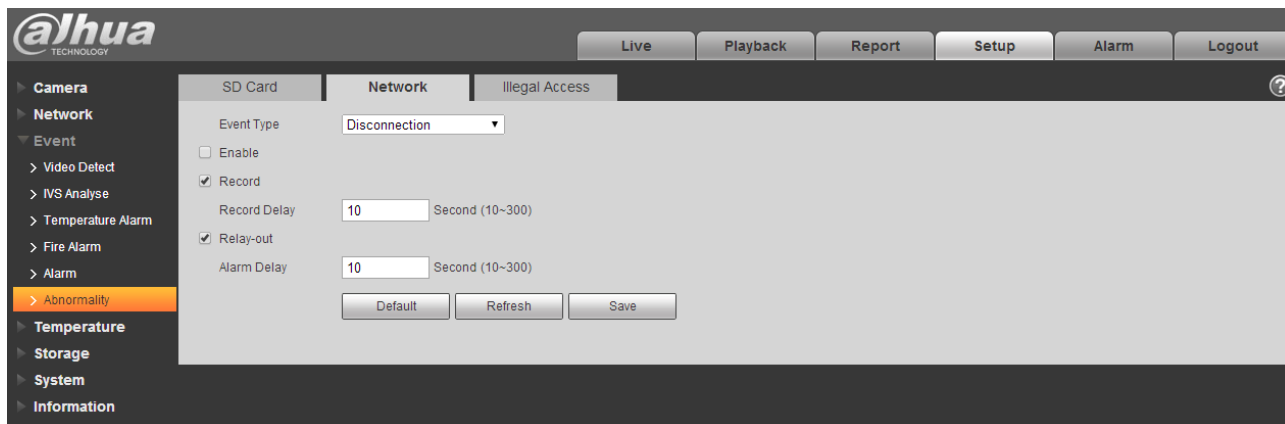 alhua
TECHNOLOGY
Live Playback Report Setup Alarm Logout
Camera
Network
Event
Video Detect
IVS Analyse
Temperature Alarm
Fire Alarm
Alarm
Abnormality
Temperature
Storage
System
Information
SD Card Network Illegal Access
?
Event Type Disconnection
Enable
Record
Record Delay 10 Second (10~300)
Relay-out
Alarm Delay 10 Second (10~300)
Default Refresh Save